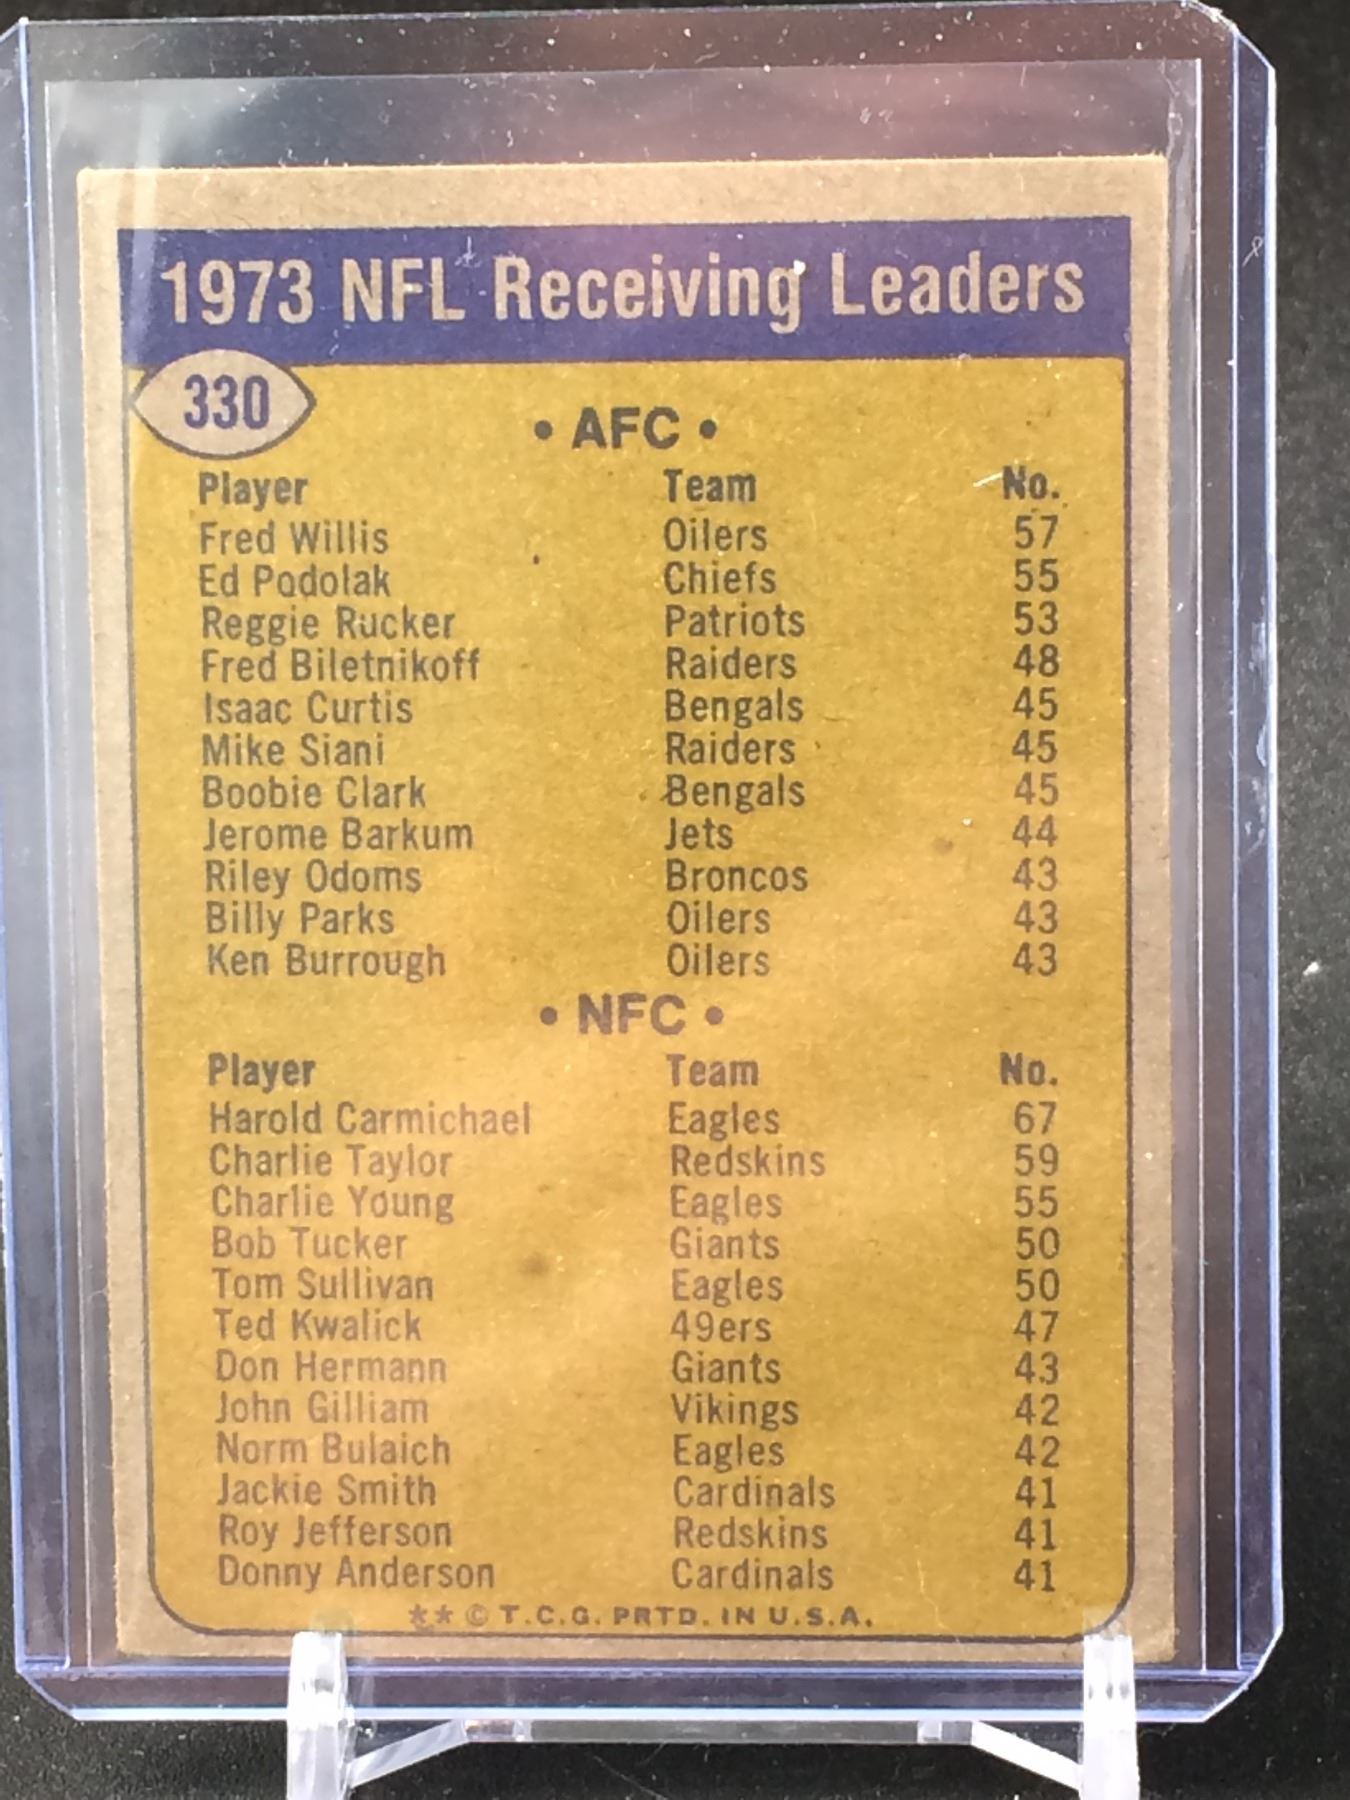 1973 NFL Receiving Leaders
330
• AFC •
Player Team No.
Fred Willis Oilers 57
Ed Podolak Chiefs 55
Reggie Rucker Patriots 53
Fred Biletnikoff Raiders 48
Isaac Curtis Bengals 45
Mike Siani Raiders 45
Boobie Clark Bengals 45
Jerome Barkum Jets 44
Riley Odoms Broncos 43
Billy Parks Oilers 43
Ken Burrough Oilers 43
• NFC •
Player Team No.
Harold Carmichael Eagles 67
Charlie Taylor Redskins 59
Charlie Young Eagles 55
Bob Tucker Giants 50
Tom Sullivan Eagles 50
Ted Kwalick 49ers 47
Don Hermann Giants 43
John Gilliam Vikings 42
Norm Bulaich Eagles 42
Jackie Smith Cardinals 41
Roy Jefferson Redskins 41
Donny Anderson Cardinals 41
** © T.C.G. PRTD. IN U.S.A.